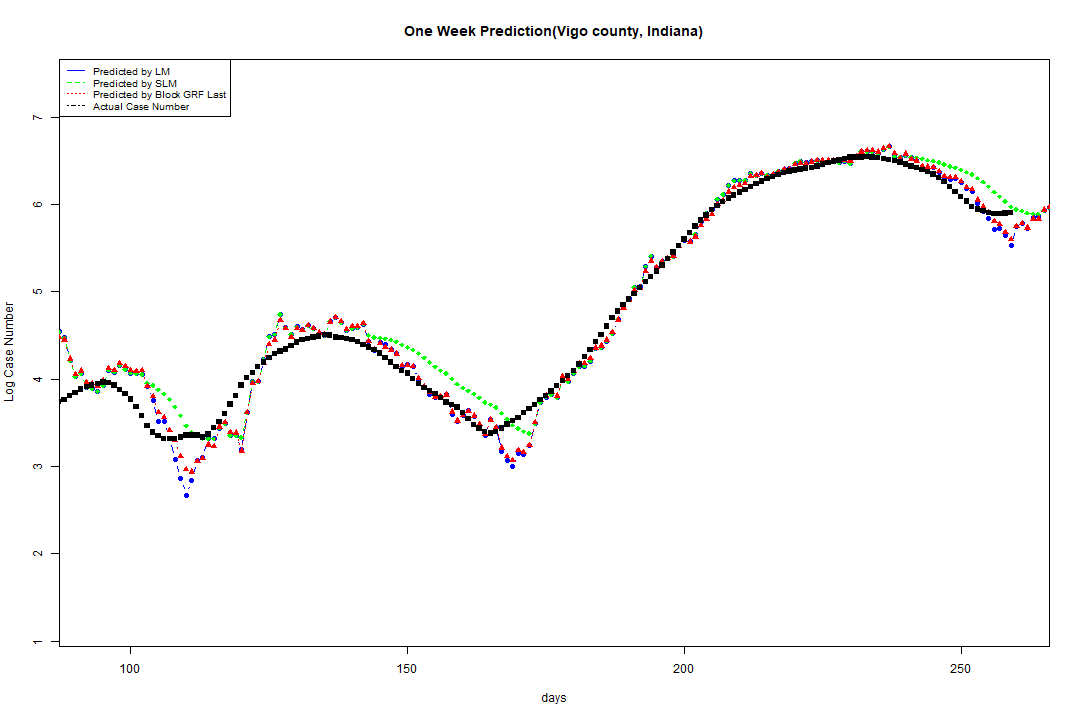 One Week Prediction(Vigo county, Indiana)
Predicted by LM
Predicted by SLM
Predicted by Block GRF Last
Actual Case Number
Log Case Number
7
6
5
4
3
2
1
100 150 200 250
days